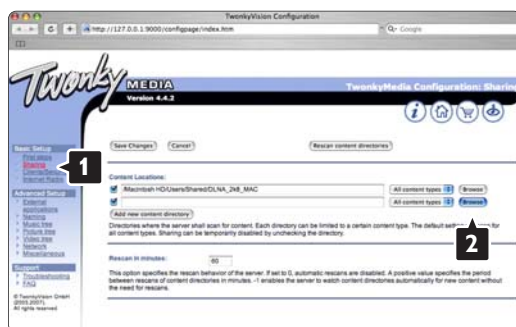 TwonkyVision Configuration
http://127.0.0.1:9000/configpage/index.htm
Google
Twonky
MEDIA
Version 4.4.2
TwonkyMedia Configuration: Sharing
Basic Setup
First steps
Sharing
Clients/Security
Internet Radio
1
Save Changes
Cancel
Rescan content directories
Content Locations:
/Macintosh HD/Users/Shared/DLNA_2k8_MAC
All content types
Browse
All content types
Browse
Add new content directory
2
Directories where the server shall scan for content. Each directory can be limited to a certain content type. The default setting is for
all content types. Sharing can be temporarily disabled by unchecking the directory.
Advanced Setup
External
applications
Naming
Music tree
Picture tree
Video tree
Network
Miscellaneous
Rescan in minutes:
60
This option specifies the rescan behavior of the server. If set to 0, automatic rescans are disabled. A positive value specifies the period
between rescans of content directories in minutes. -1 enables the server to watch content directories automatically for new content without
the need for rescans.
Support
Troubleshooting
FAQ
© TwonkyVision GmbH
(2003,2007).
All rights reserved.